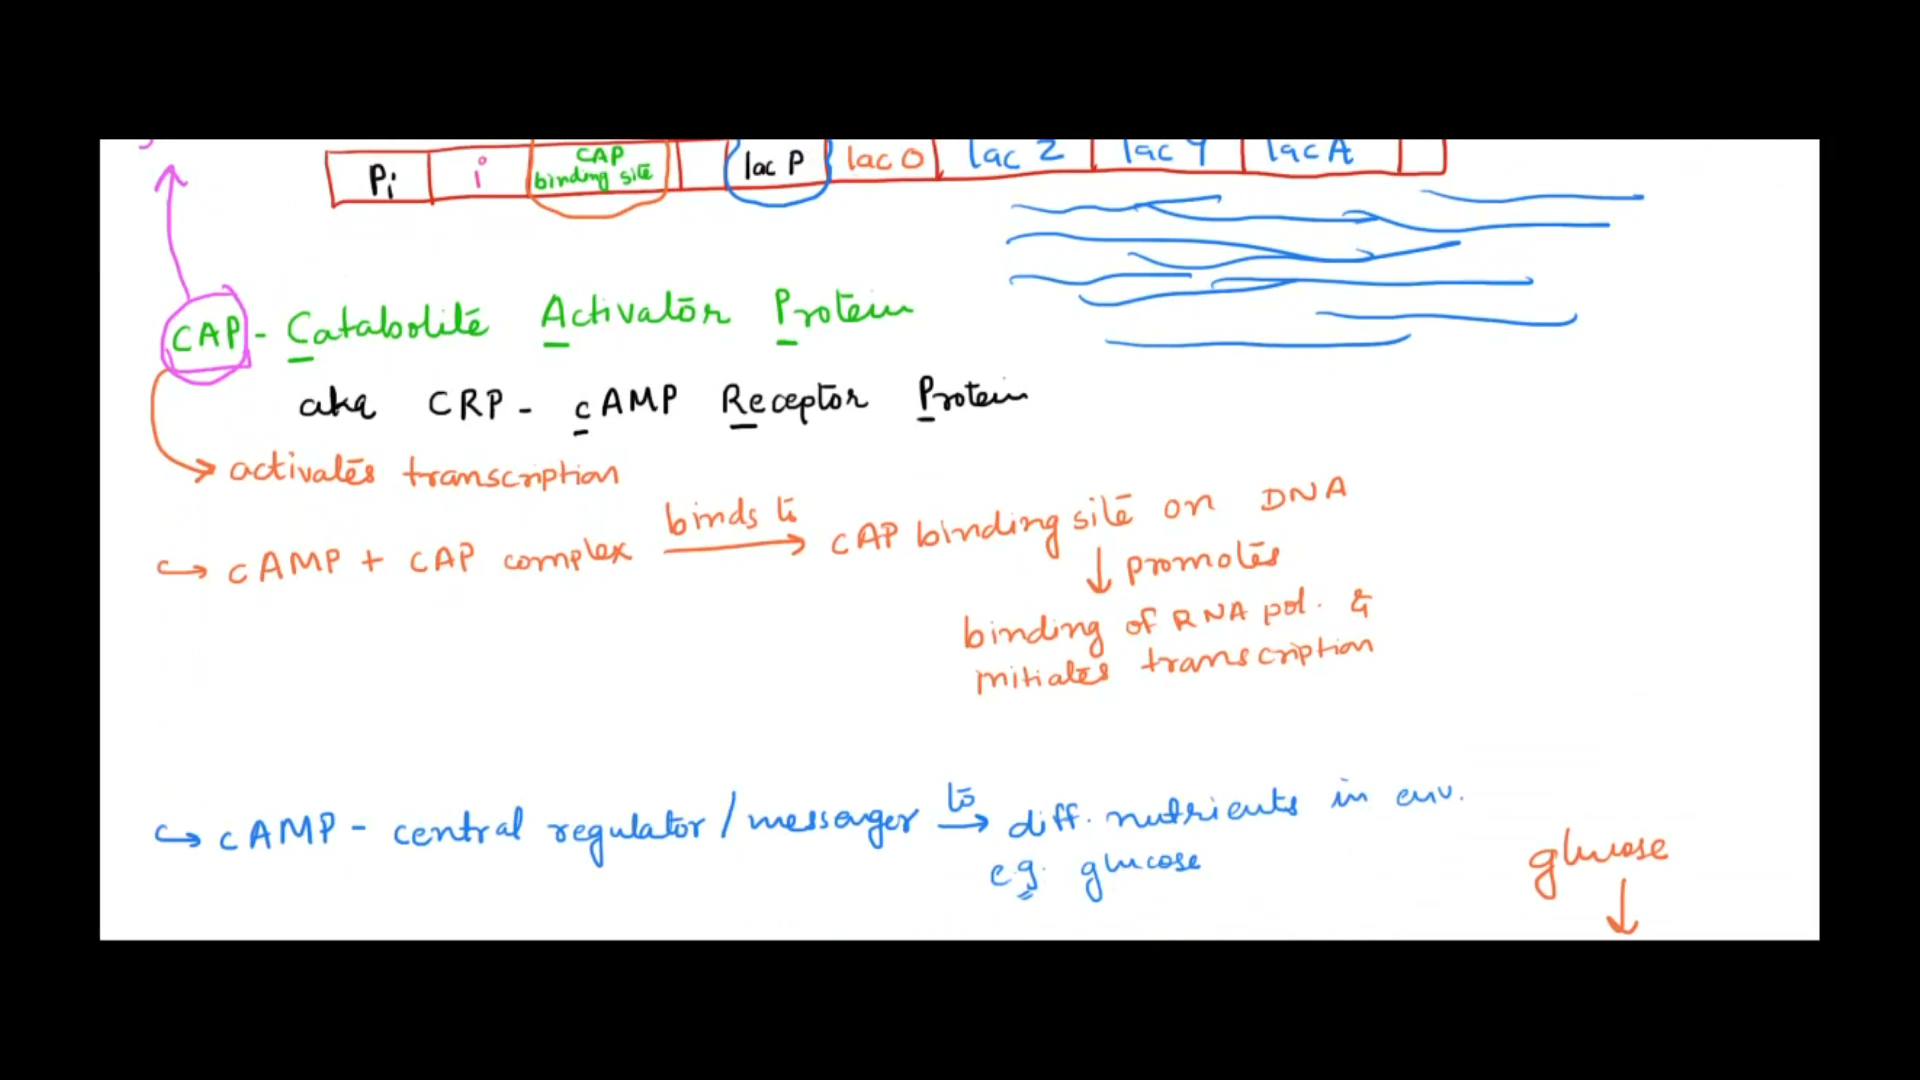 Pi i CAP binding site lac P lac O lac Z lac Y lac A
CAP - Catabolite Activator Protein
aka CRP - cAMP Receptor Protein
activates transcription
cAMP + CAP complex binds to CAP binding site on DNA
promotes
binding of RNA pol. &
initiates transcription
cAMP - central regulator / messenger to diff. nutrients in env.
e.g. glucose
glucose